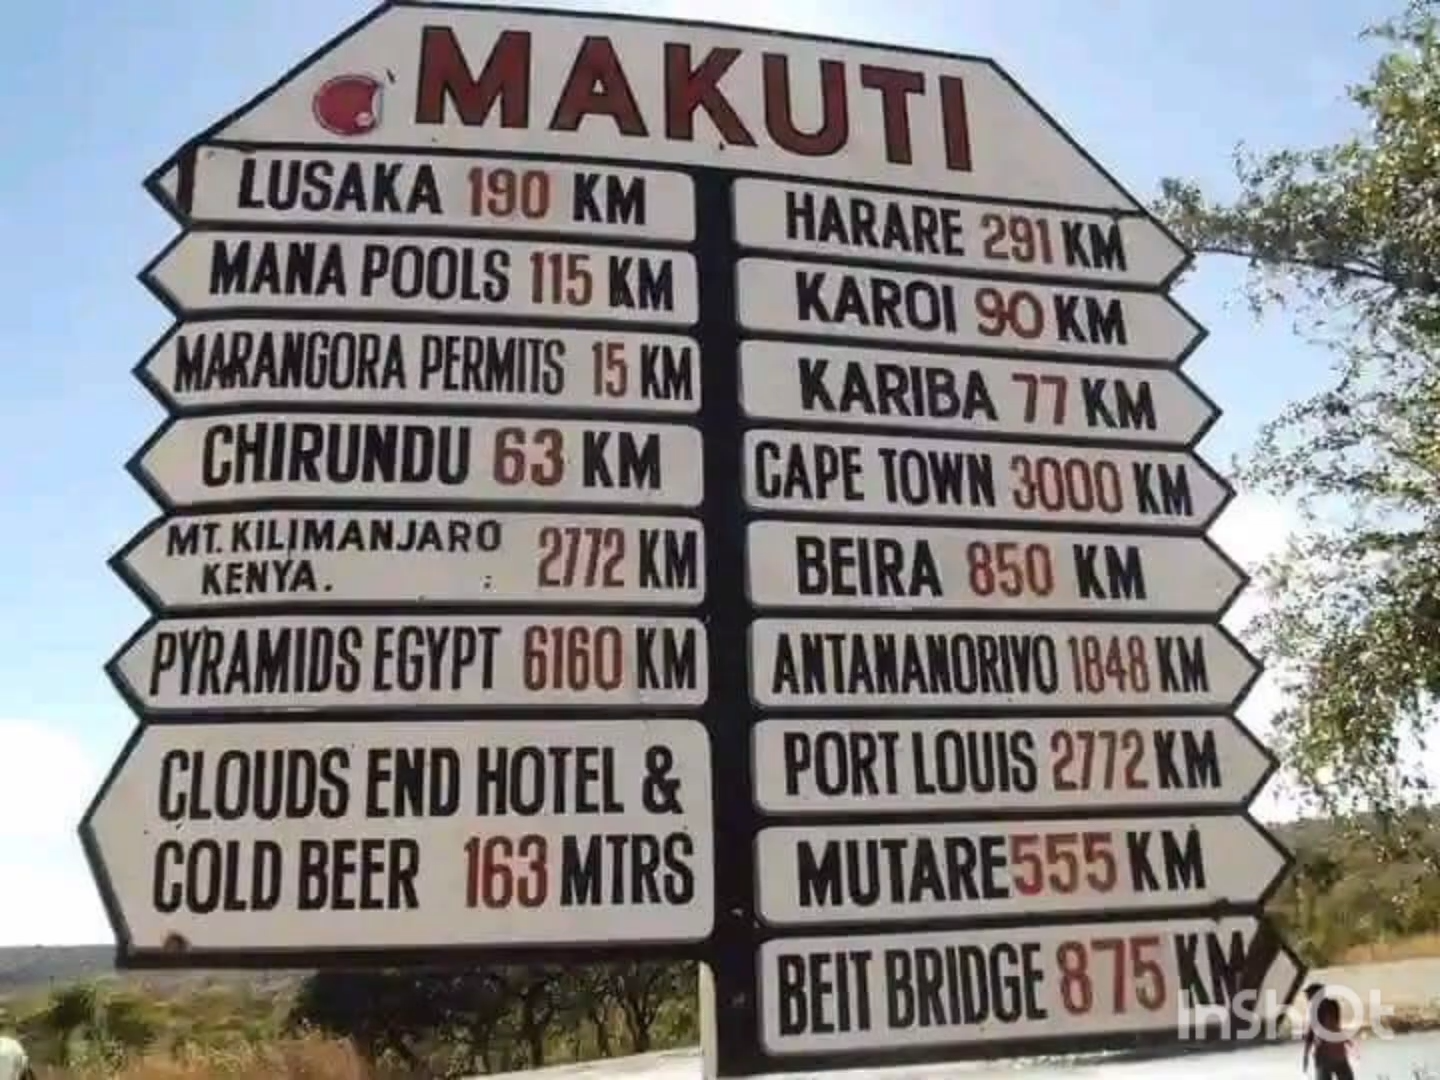 MAKUTI
LUSAKA 190 KM
MANA POOLS 115 KM
MARANGORA PERMITS 15 KM
CHIRUNDU 63 KM
MT. KILIMANJARO
KENYA. : 2772 KM
PYRAMIDS EGYPT 6160 KM
CLOUDS END HOTEL &
COLD BEER 163 MTRS
HARARE 291 KM
KAROI 90 KM
KARIBA 77 KM
CAPE TOWN 3000 KM
BEIRA 850 KM
ANTANANORIVO 1848 KM
PORT LOUIS 2772 KM
MUTARE 555 KM
BEIT BRIDGE 875 KM
InShOt